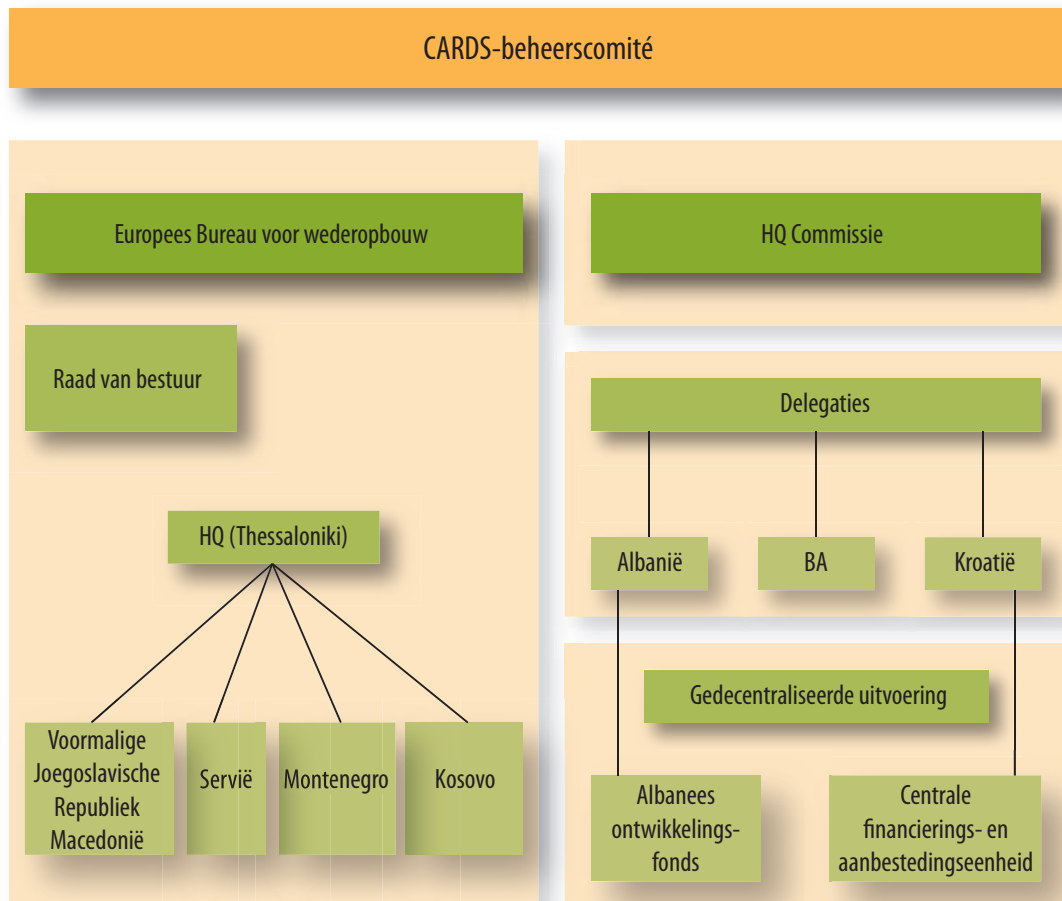 CARDS-beheerscomité
Europees Bureau voor wederopbouw
Raad van bestuur
HQ (Thessaloniki)
Voormalige
Joegoslavische
Republiek
Macedonië
Servië
Montenegro
Kosovo
HQ Commissie
Delegaties
Albanië
BA
Kroatië
Gedecentraliseerde uitvoering
Albanees
ontwikkelings-
fonds
Centrale
financierings- en
aanbestedingseenheid